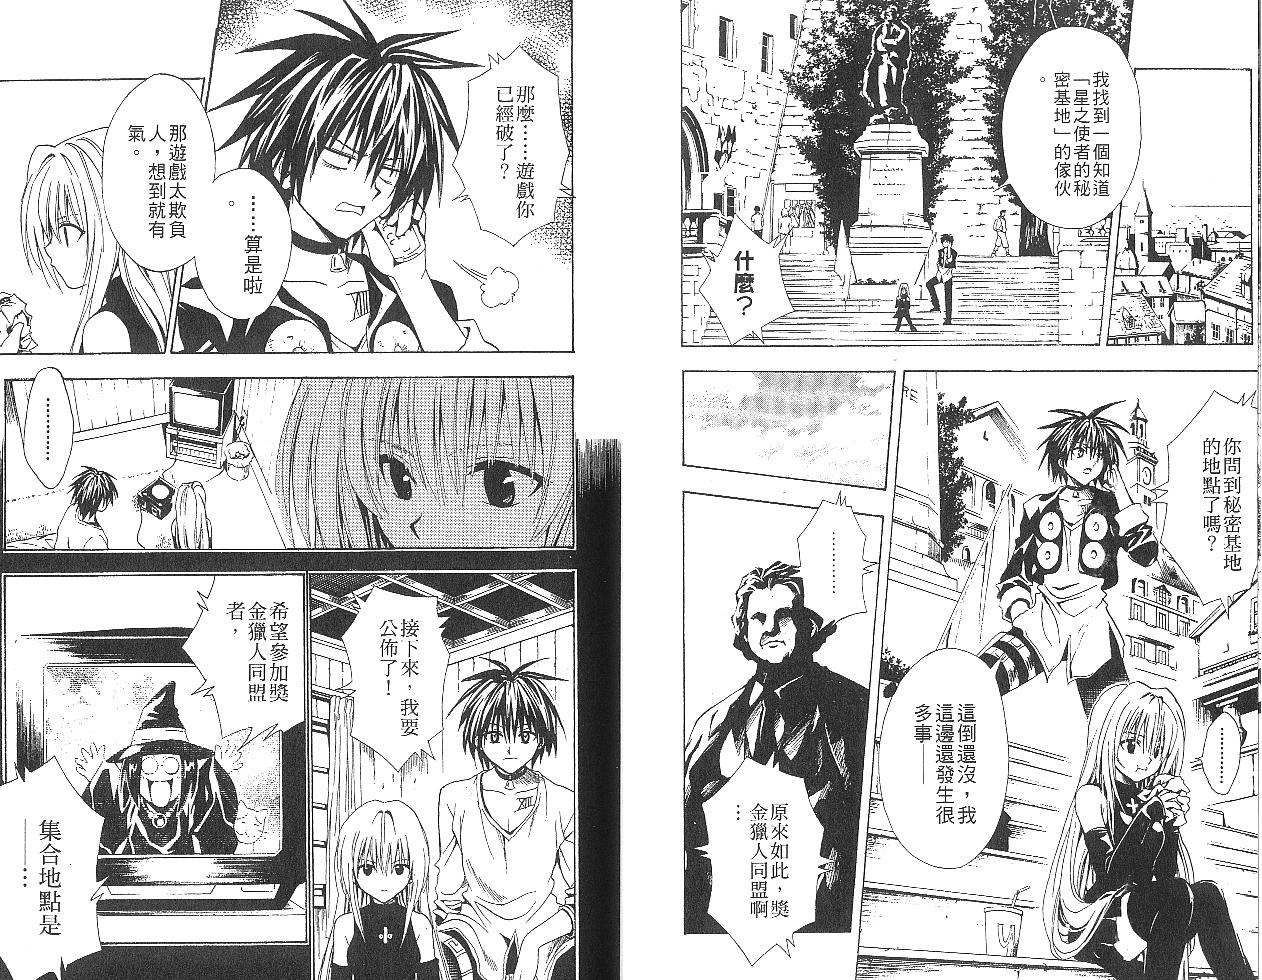 我找到一個知道
「星之使者的秘
密基地」的傢伙
。
什麼?
你問到秘密基地
的地點了嗎?
………
這倒還沒，我
這邊還發生很
多事──
…………
原來如此，獎
金獵人同盟啊
…
那麼……遊戲你
已經破了?
……算是啦
。
那遊戲太欺負
人，想到就有
氣。
…………
接下來，我要
公佈了!
希望參加獎
金獵人同盟
者，
集合地點是
──……
RE
XIII